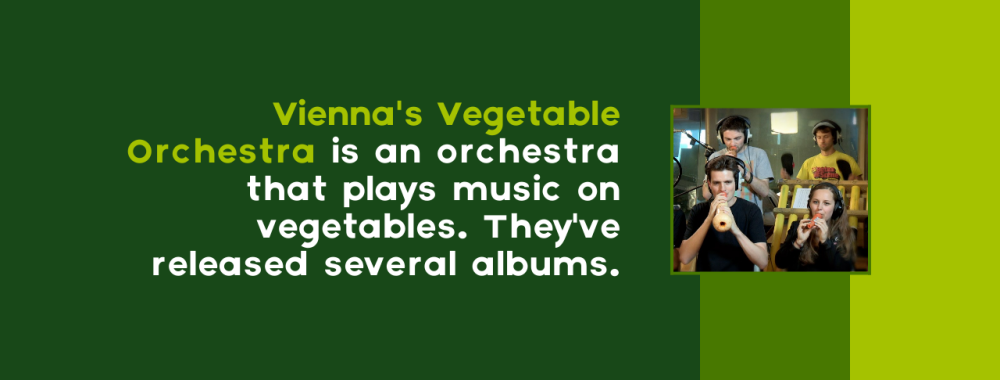 Vienna's Vegetable
Orchestra is an orchestra
that plays music on
vegetables. They've
released several albums.